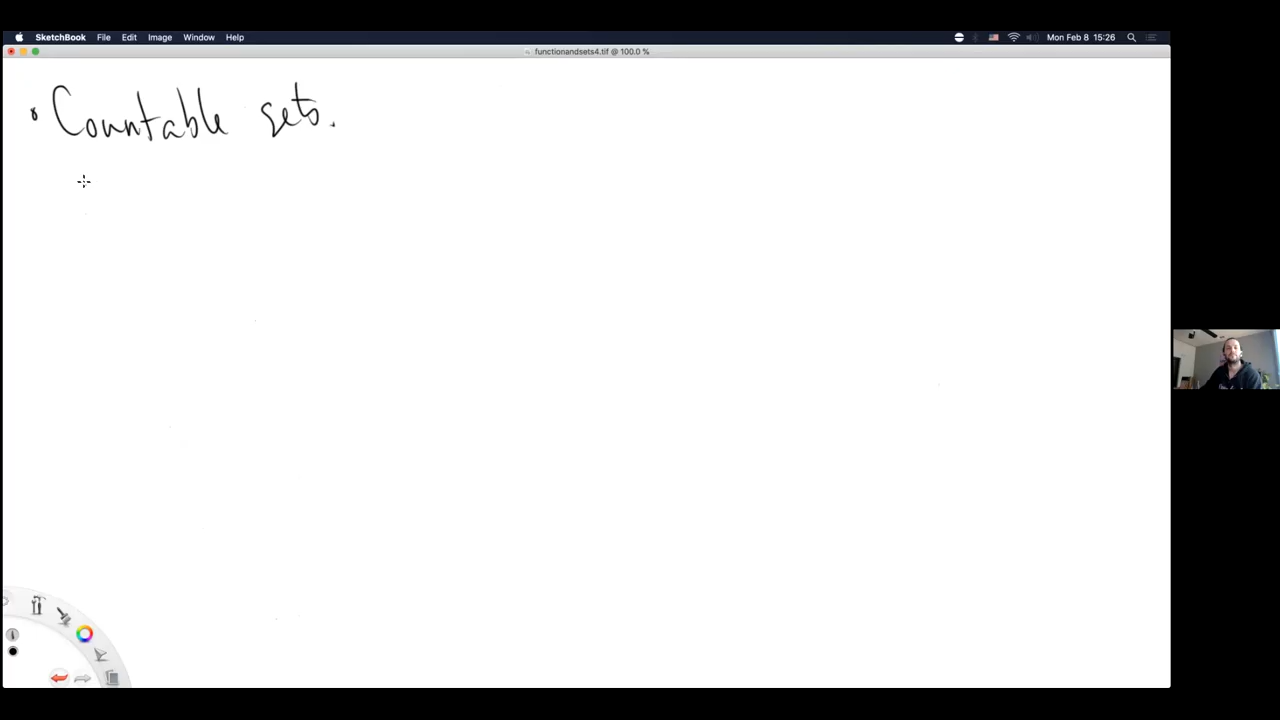 SketchBook File Edit Image Window Help Mon Feb 8 15:26
functionandsets4.tif @ 100.0 %
• Countable sets.